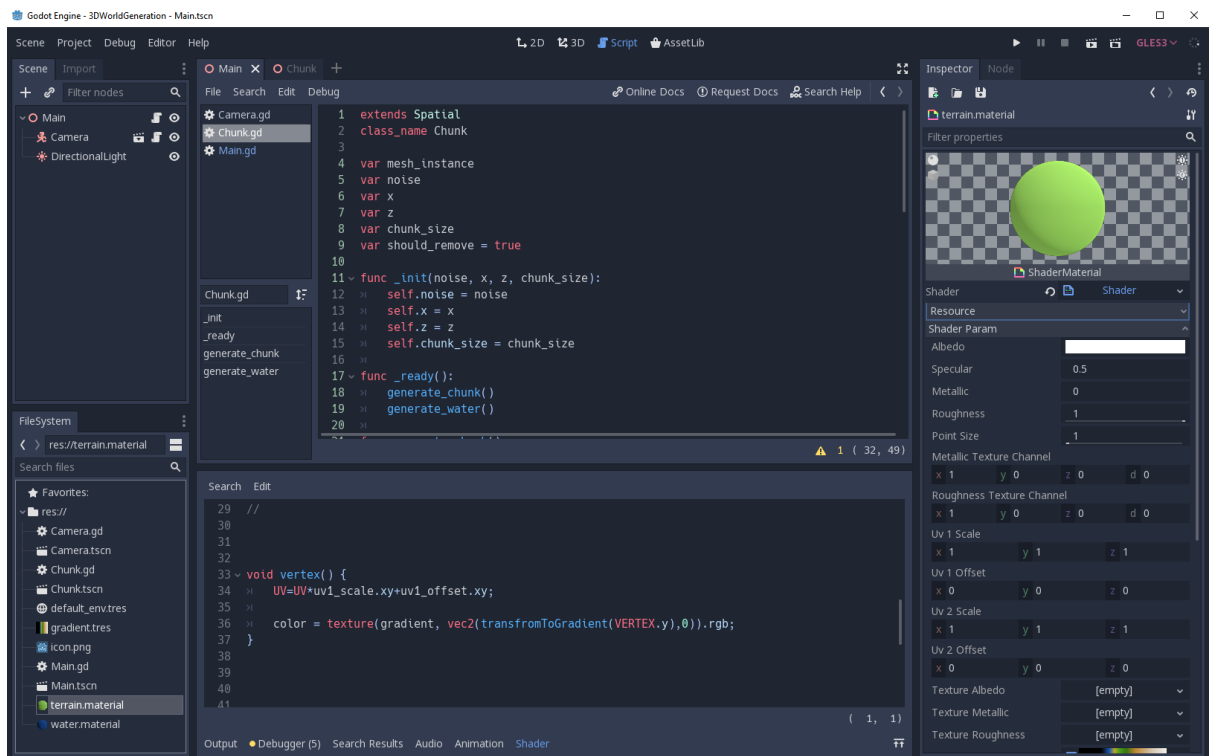 Godot Engine - 3DWorldGeneration - Main.tscn
Scene Project Debug Editor Help
2D 3D Script AssetLib
GLES3
Scene Import
Filter nodes
Main
Camera
DirectionalLight
FileSystem
res://terrain.material
Search files
Favorites:
res://
Camera.gd
Camera.tscn
Chunk.gd
Chunk.tscn
default_env.tres
gradient.tres
icon.png
Main.gd
Main.tscn
terrain.material
water.material
Main X Chunk
File Search Edit Debug
Online Docs Request Docs Search Help
Camera.gd
Chunk.gd
Main.gd
Chunk.gd
_init
_ready
generate_chunk
generate_water
1 extends Spatial
2 class_name Chunk
3
4 var mesh_instance
5 var noise
6 var x
7 var z
8 var chunk_size
9 var should_remove = true
10
11 func _init(noise, x, z, chunk_size):
12 self.noise = noise
13 self.x = x
14 self.z = z
15 self.chunk_size = chunk_size
16
17 func _ready():
18 generate_chunk()
19 generate_water()
20
1 ( 32, 49)
Search Edit
29 //
30
31
32
33 void vertex() {
34 UV=UV*uv1_scale.xy+uv1_offset.xy;
35
36 color = texture(gradient, vec2(transfromToGradient(VERTEX.y),0)).rgb;
37 }
38
39
40
41
( 1, 1)
Output Debugger (5) Search Results Audio Animation Shader
Inspector Node
terrain.material
Filter properties
ShaderMaterial
Shader Shader
Resource
Shader Param
Albedo
Specular 0.5
Metallic 0
Roughness 1
Point Size 1
Metallic Texture Channel
x 1 y 0 z 0 d 0
Roughness Texture Channel
x 1 y 0 z 0 d 0
Uv 1 Scale
x 1 y 1 z 1
Uv 1 Offset
x 0 y 0 z 0
Uv 2 Scale
x 1 y 1 z 1
Uv 2 Offset
x 0 y 0 z 0
Texture Albedo [empty]
Texture Metallic [empty]
Texture Roughness [empty]